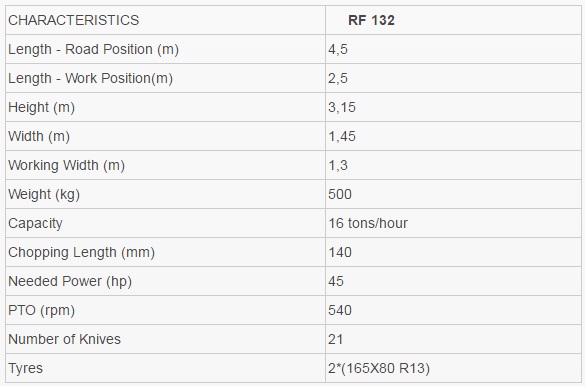 CHARACTERISTICS RF 132
Length - Road Position (m) 4,5
Length - Work Position(m) 2,5
Height (m) 3,15
Width (m) 1,45
Working Width (m) 1,3
Weight (kg) 500
Capacity 16 tons/hour
Chopping Length (mm) 140
Needed Power (hp) 45
PTO (rpm) 540
Number of Knives 21
Tyres 2*(165X80 R13)